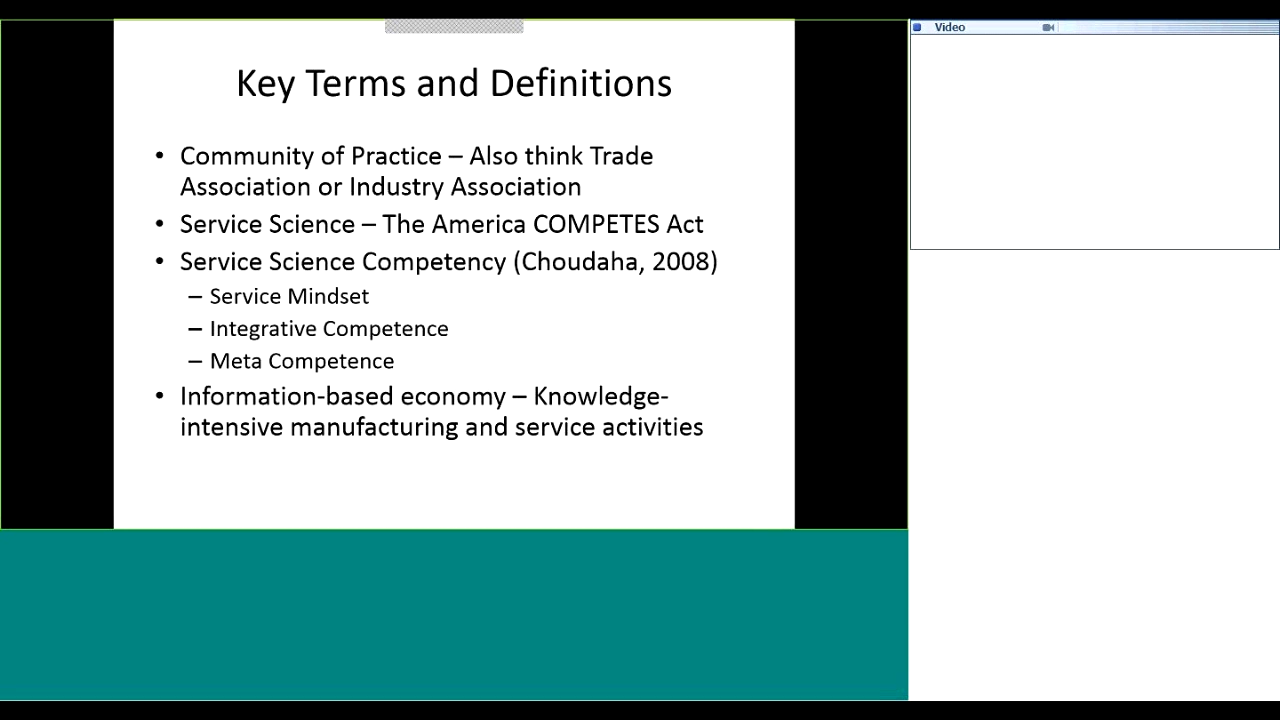 Video
Key Terms and Definitions
• Community of Practice – Also think Trade
Association or Industry Association
• Service Science – The America COMPETES Act
• Service Science Competency (Choudaha, 2008)
– Service Mindset
– Integrative Competence
– Meta Competence
• Information-based economy – Knowledge-
intensive manufacturing and service activities